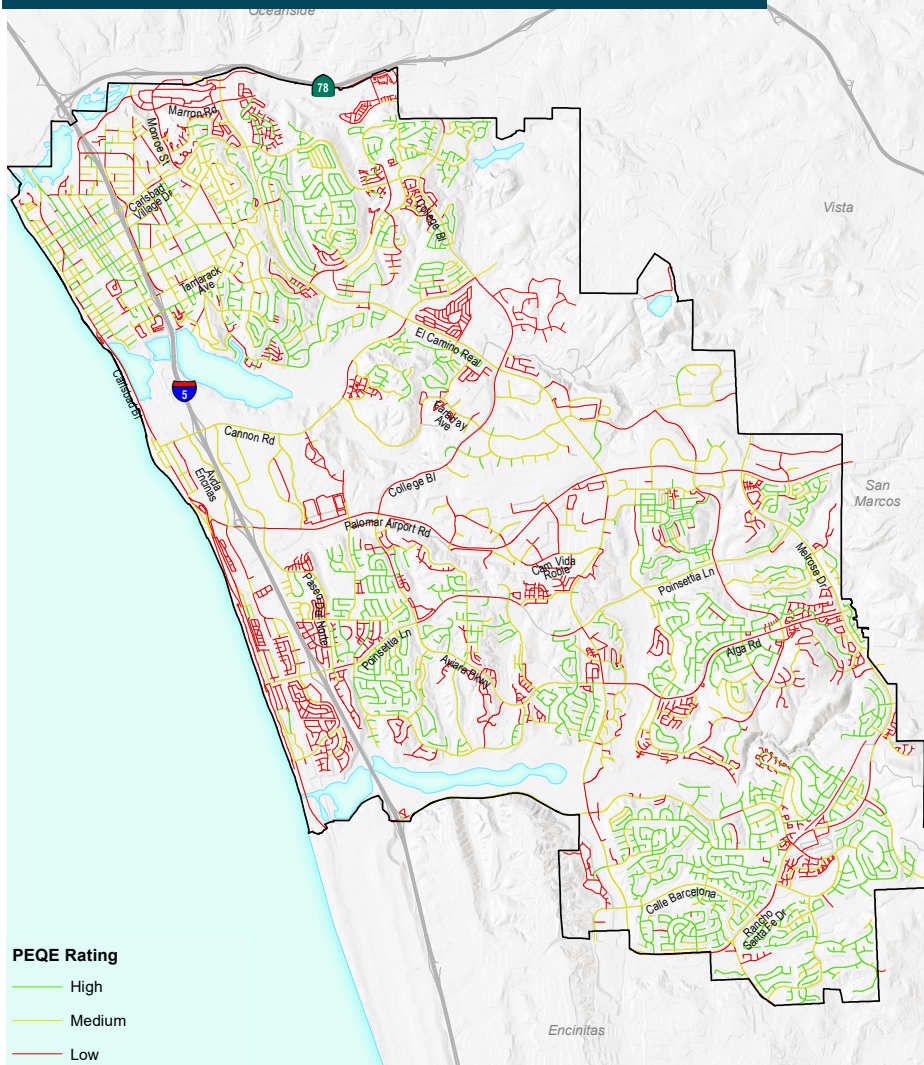 Oceanside
78
Marron Rd
Monroe St
Carlsbad
Village Dr
College Bl
Vista
Tamarack
Ave
El Camino Real
Carlsbad Bl
5
Faraday
Ave
Cannon Rd
Avda
Encinas
College Bl
San
Marcos
Palomar Airport Rd
Cam Vida
Roble
Melrose Dr
Poinsettia Ln
Paseo Del Norte
Poinsettia Ln
Alga Rd
Aviara Pkwy
Calle Barcelona
Rancho
Santa Fe Dr
PEQE Rating
High
Medium
Low
Encinitas